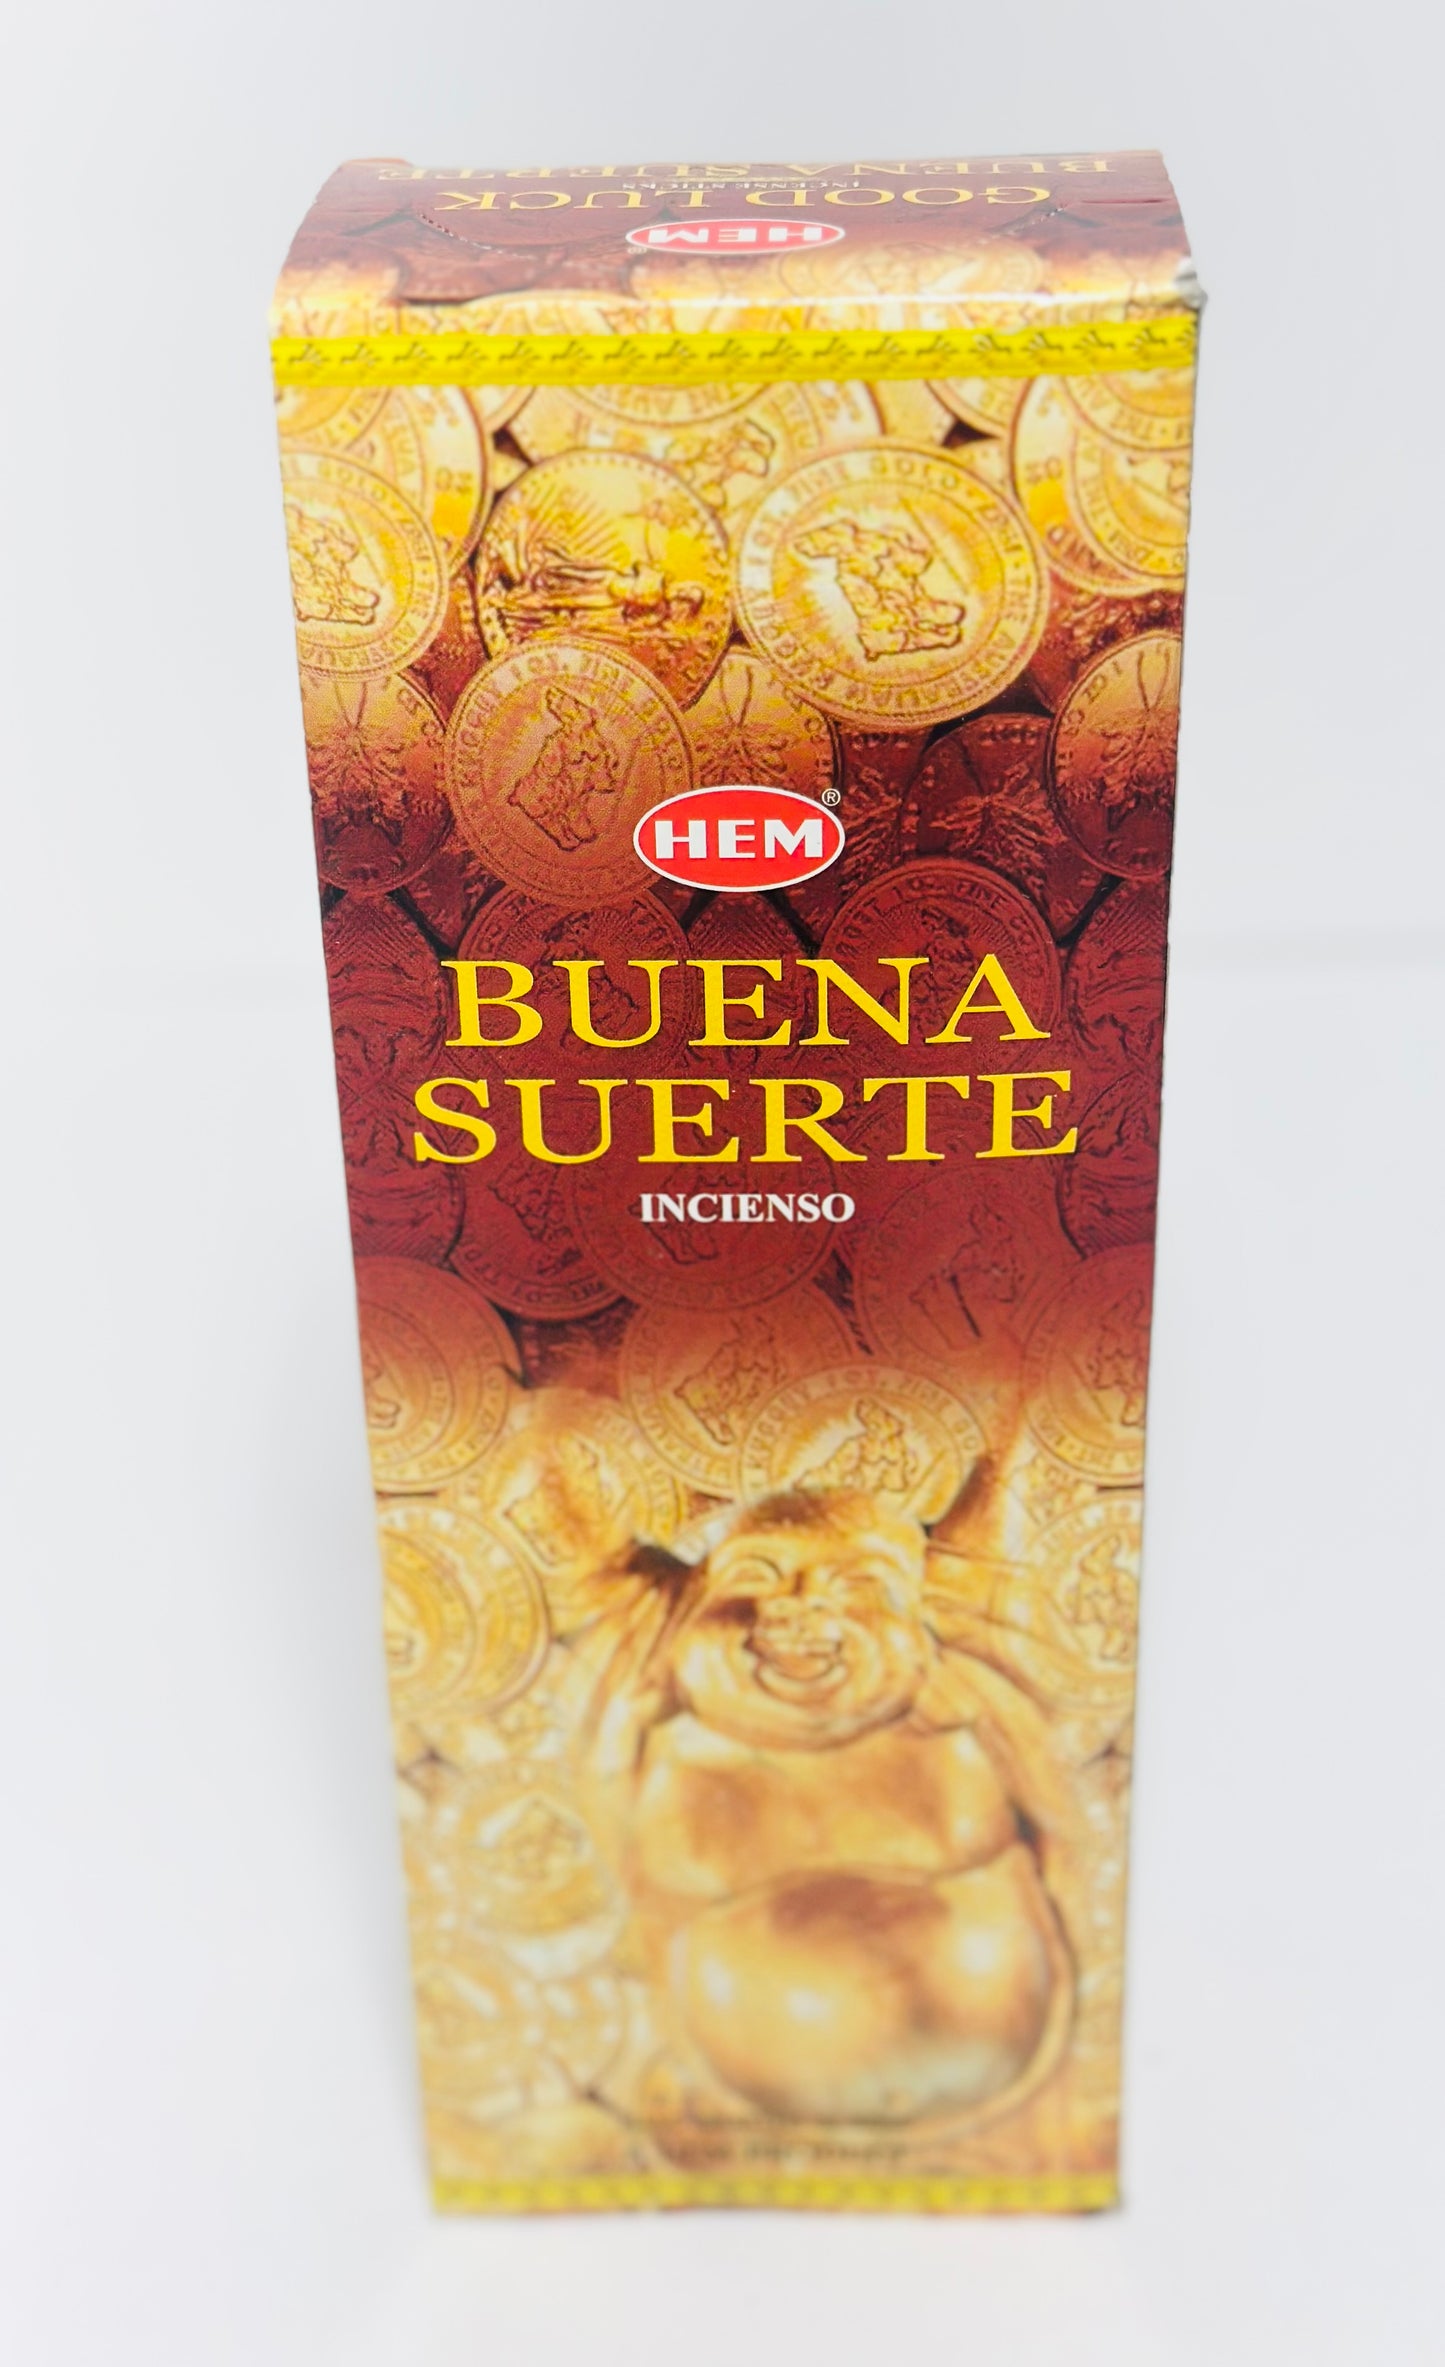 BUENA SUERTE
INCENSE STICKS
GOOD LUCK
HEM®
HEM®
BUENA
SUERTE
INCIENSO